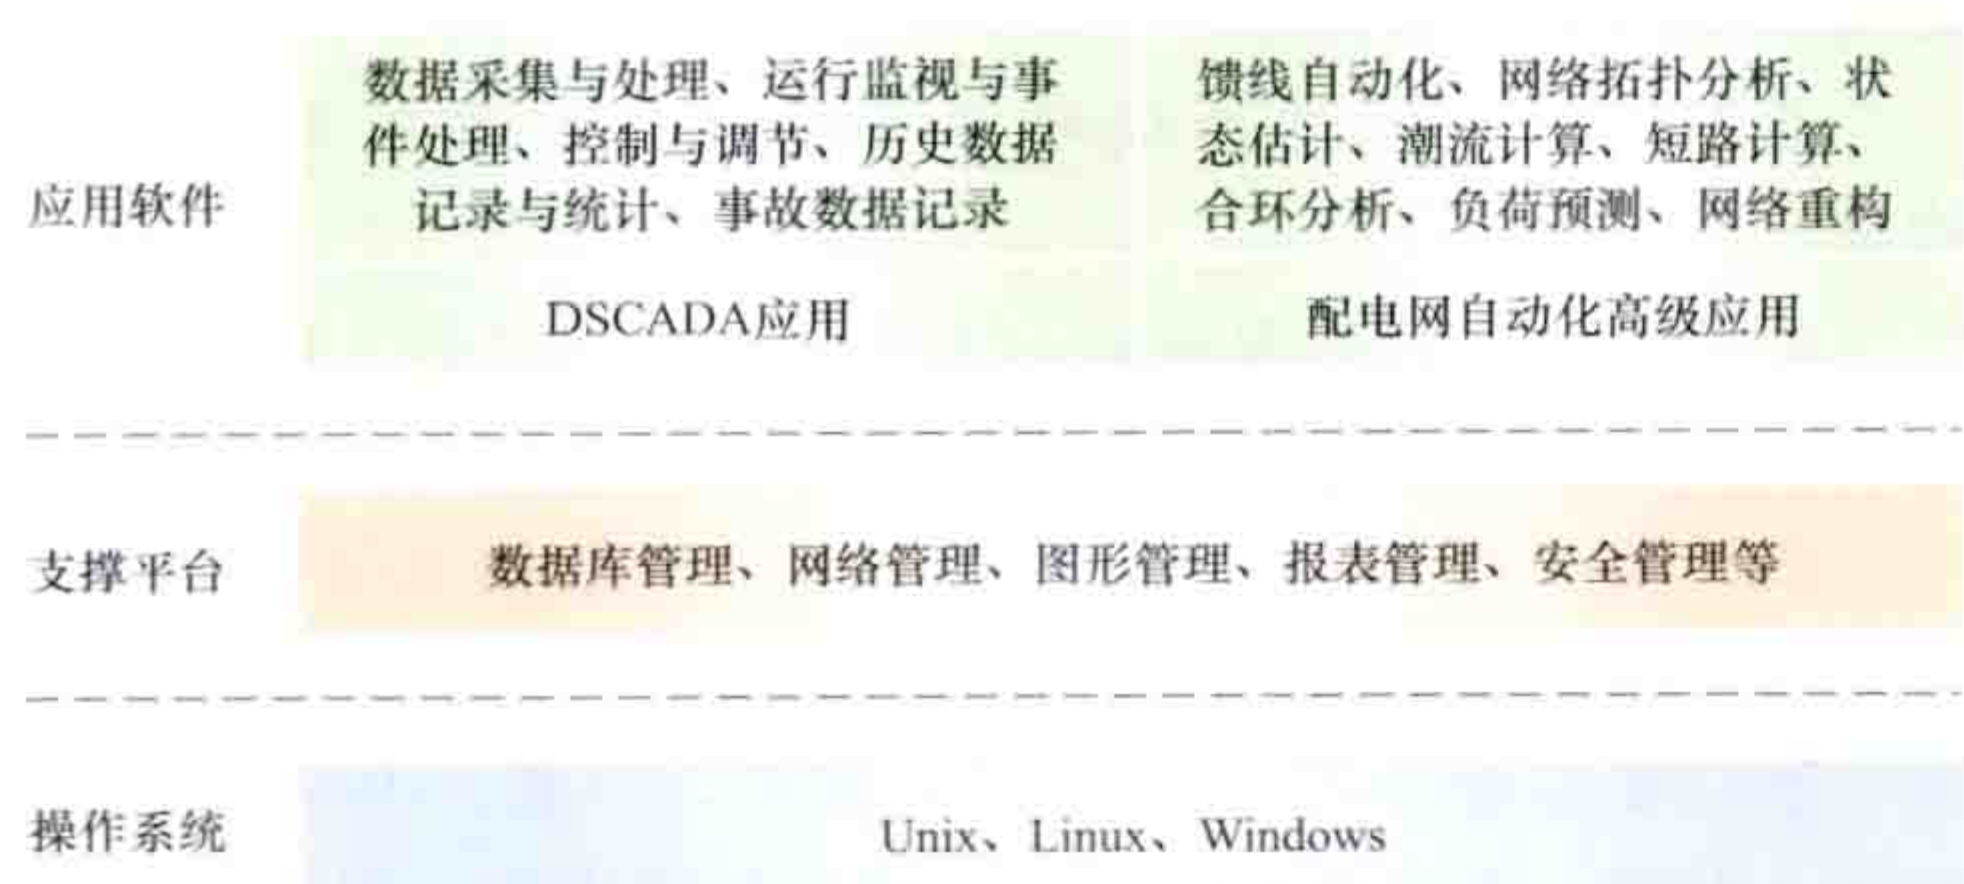 应用软件
数据采集与处理、运行监视与事
件处理、控制与调节、历史数据
记录与统计、事故数据记录
DSCADA应用
馈线自动化、网络拓扑分析、状
态估计、潮流计算、短路计算、
合环分析、负荷预测、网络重构
配电网自动化高级应用
支撑平台
数据库管理、网络管理、图形管理、报表管理、安全管理等
操作系统
Unix、Linux、Windows